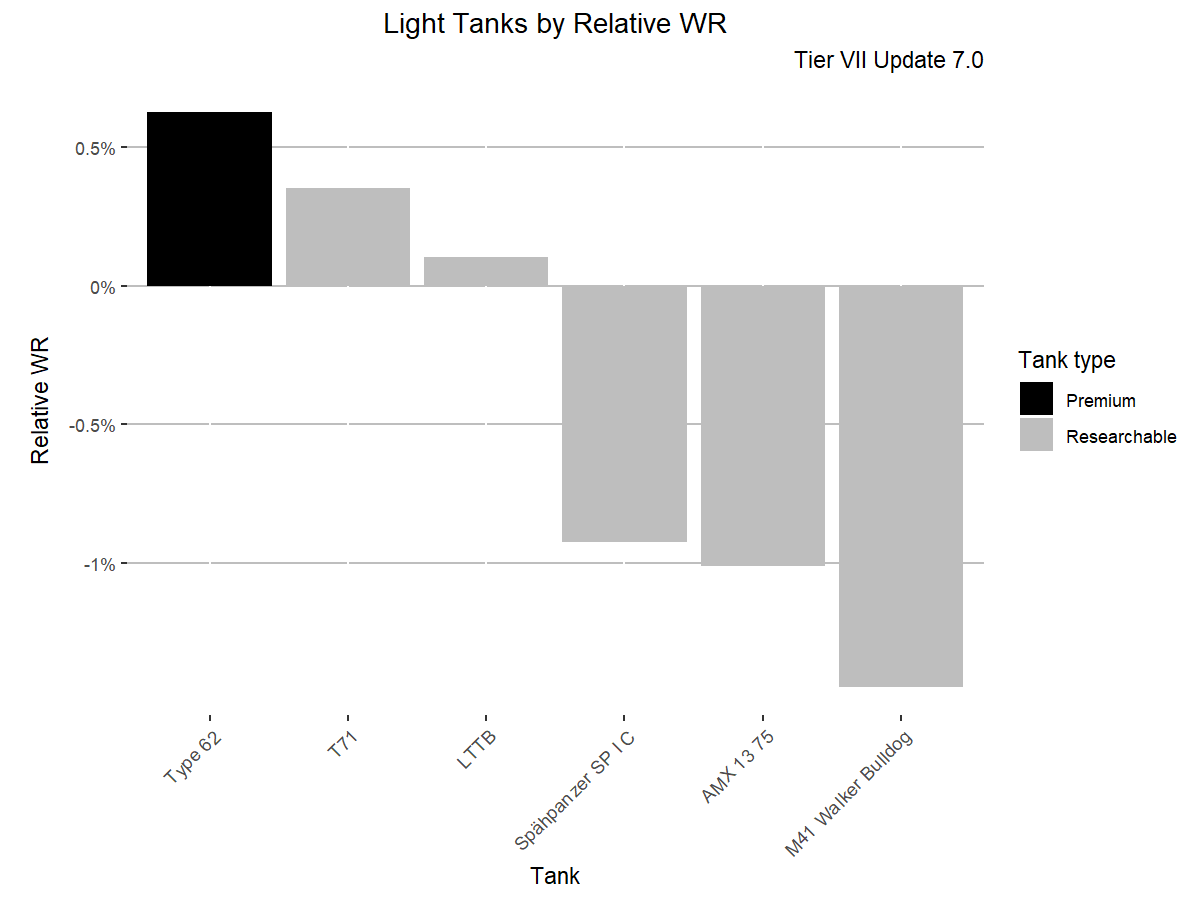 Light Tanks by Relative WR
Tier VII Update 7.0
0.5%
0%
-0.5%
-1%
Relative WR
Type 62
T71
LTTB
Spähpanzer SP I C
AMX 13 75
M41 Walker Bulldog
Tank
Tank type
Premium
Researchable